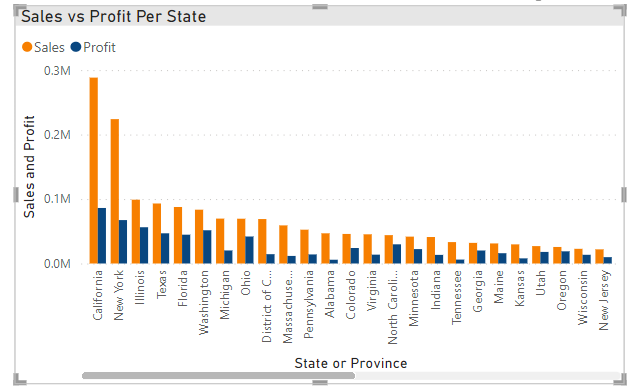 Sales vs Profit Per State
Sales Profit
0.3M
0.2M
0.1M
0.0M
Sales and Profit
California
New York
Illinois
Texas
Florida
Washington
Michigan
Ohio
District of C...
Massachuse...
Pennsylvania
Alabama
Colorado
Virginia
North Caroli...
Minnesota
Indiana
Tennessee
Georgia
Maine
Kansas
Utah
Oregon
Wisconsin
New Jersey
State or Province